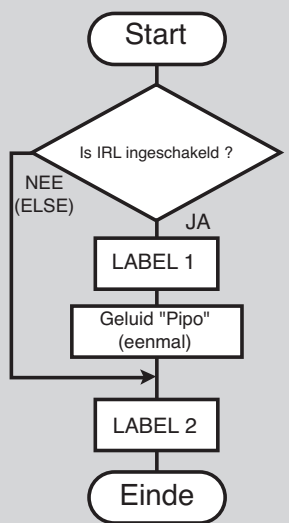 Start
Is IRL ingeschakeld ?
NEE
(ELSE)
JA
LABEL 1
Geluid "Pipo"
(eenmal)
LABEL 2
Einde